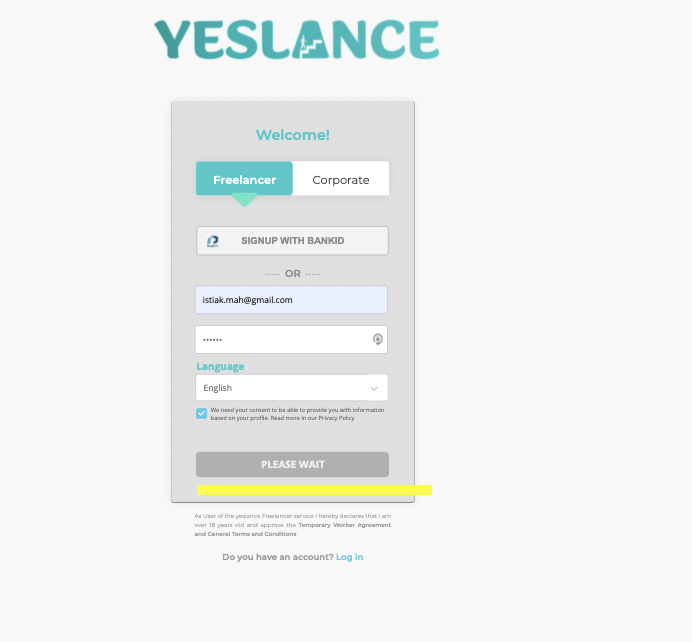 YESLANCE
Welcome!
Freelancer
Corporate
SIGNUP WITH BANKID
----- OR -----
istiak.mah@gmail.com
••••••
Language
English
We need your consent to be able to provide you with information
based on your profile. Read more in our Privacy Policy
PLEASE WAIT
As User of the yeslance Freelancer service I hereby declares that i am
over 18 years old and approve the Temporary Worker Agreement
and General Terms and Conditions
Do you have an account? Log in